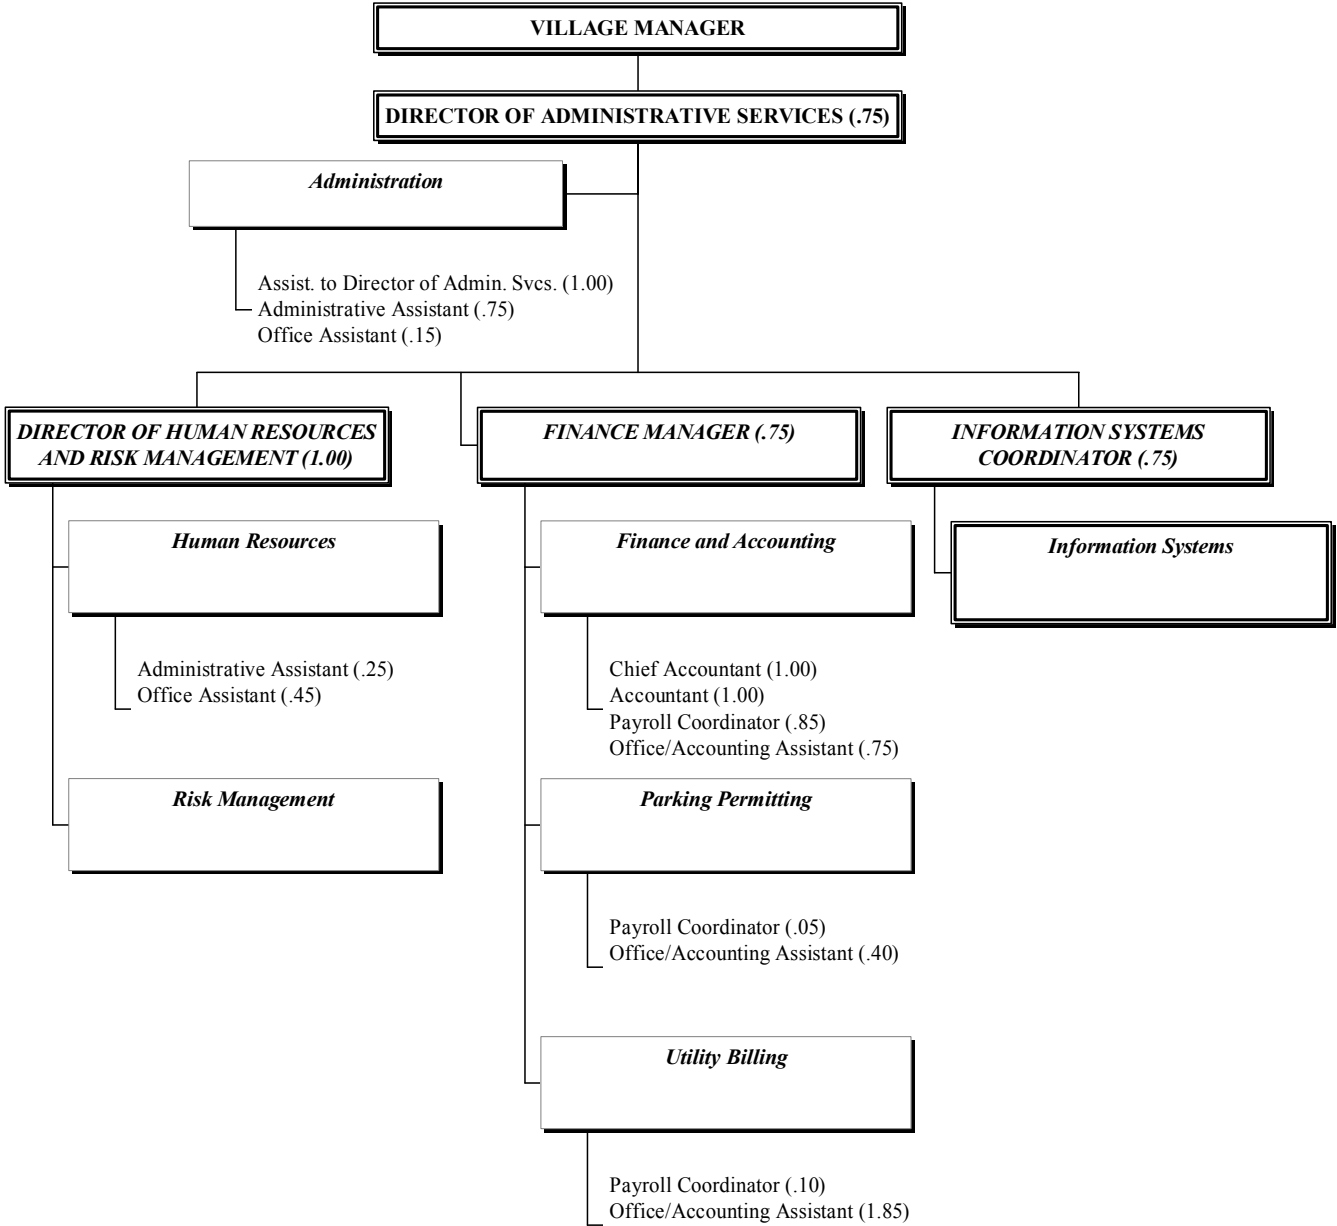 VILLAGE MANAGER
DIRECTOR OF ADMINISTRATIVE SERVICES (.75)
Administration
Assist. to Director of Admin. Svcs. (1.00)
Administrative Assistant (.75)
Office Assistant (.15)
DIRECTOR OF HUMAN RESOURCES
AND RISK MANAGEMENT (1.00)
Human Resources
Administrative Assistant (.25)
Office Assistant (.45)
Risk Management
FINANCE MANAGER (.75)
Finance and Accounting
Chief Accountant (1.00)
Accountant (1.00)
Payroll Coordinator (.85)
Office/Accounting Assistant (.75)
Parking Permitting
Payroll Coordinator (.05)
Office/Accounting Assistant (.40)
Utility Billing
Payroll Coordinator (.10)
Office/Accounting Assistant (1.85)
INFORMATION SYSTEMS
COORDINATOR (.75)
Information Systems